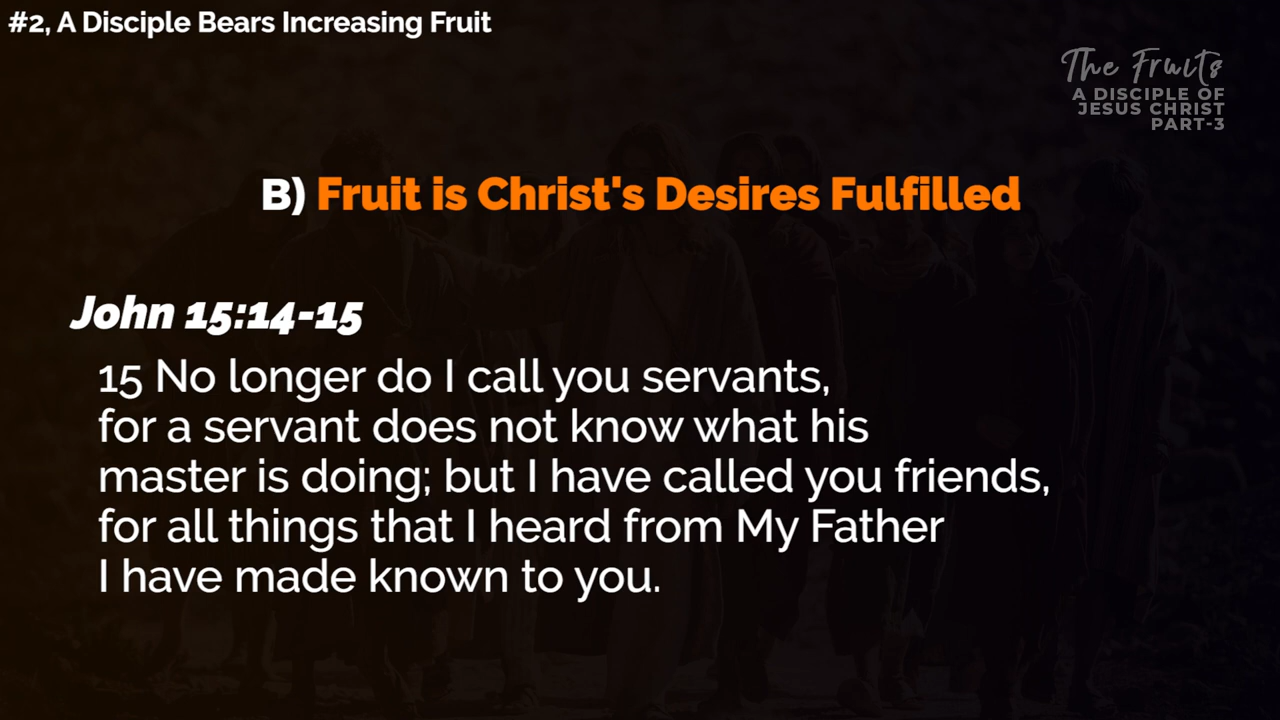 #2, A Disciple Bears Increasing Fruit
The Fruits
A DISCIPLE OF
JESUS CHRIST
PART-3
B) Fruit is Christ's Desires Fulfilled
John 15:14-15
15 No longer do I call you servants,
for a servant does not know what his
master is doing; but I have called you friends,
for all things that I heard from My Father
I have made known to you.